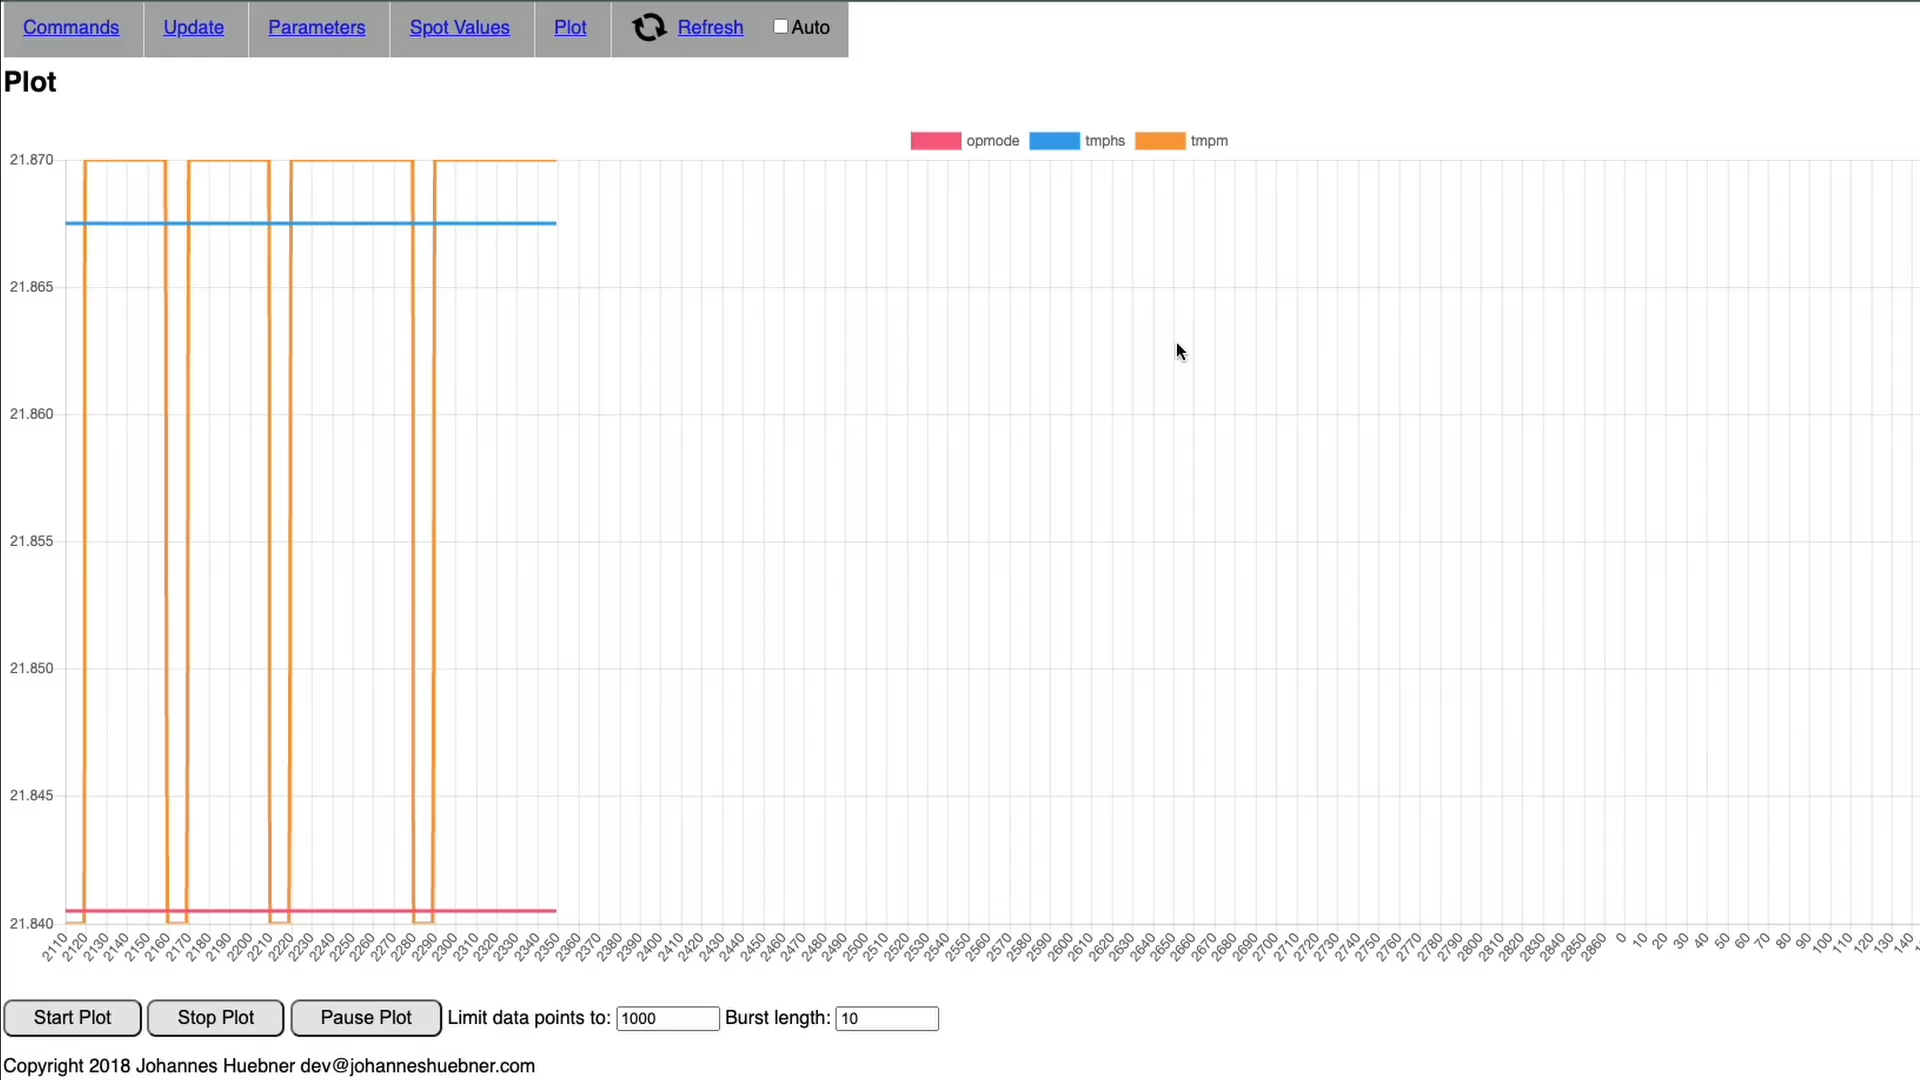 Commands Update Parameters Spot Values Plot Refresh Auto
Plot
opmode tmphs tmpm
21.870
21.865
21.860
21.855
21.850
21.845
21.840
2110 2120 2130 2140 2150 2160 2170 2180 2190 2200 2210 2220 2230 2240 2250 2260 2270 2280 2290 2300 2310 2320 2330 2340 2350 2360 2370 2380 2390 2400 2410 2420 2430 2440 2450 2460 2470 2480 2490 2500 2510 2520 2530 2540 2550 2560 2570 2580 2590 2600 2610 2620 2630 2640 2650 2660 2670 2680 2690 2700 2710 2720 2730 2740 2750 2760 2770 2780 2790 2800 2810 2820 2830 2840 2850 2860 0 10 20 30 40 50 60 70 80 90 100 110 120 130 140
Start Plot Stop Plot Pause Plot Limit data points to: 1000 Burst length: 10
Copyright 2018 Johannes Huebner dev@johanneshuebner.com